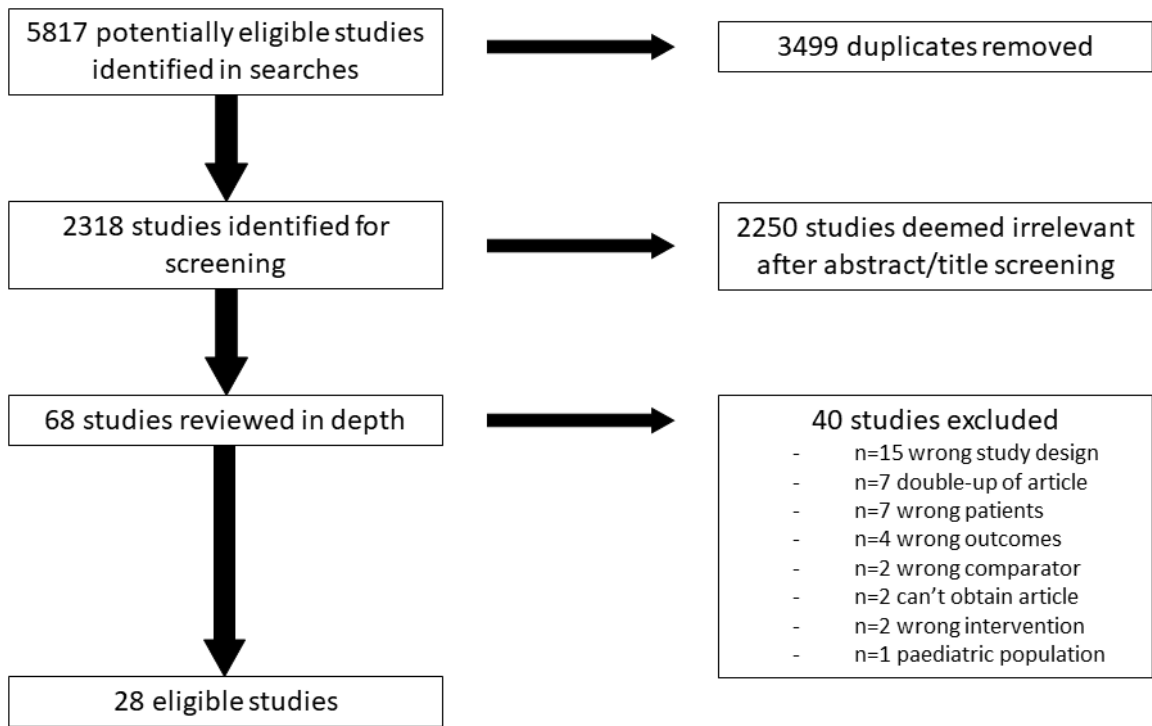 5817 potentially eligible studies
identified in searches
3499 duplicates removed
2318 studies identified for
screening
2250 studies deemed irrelevant
after abstract/title screening
68 studies reviewed in depth
40 studies excluded
- n=15 wrong study design
- n=7 double-up of article
- n=7 wrong patients
- n=4 wrong outcomes
- n=2 wrong comparator
- n=2 can’t obtain article
- n=2 wrong intervention
- n=1 paediatric population
28 eligible studies